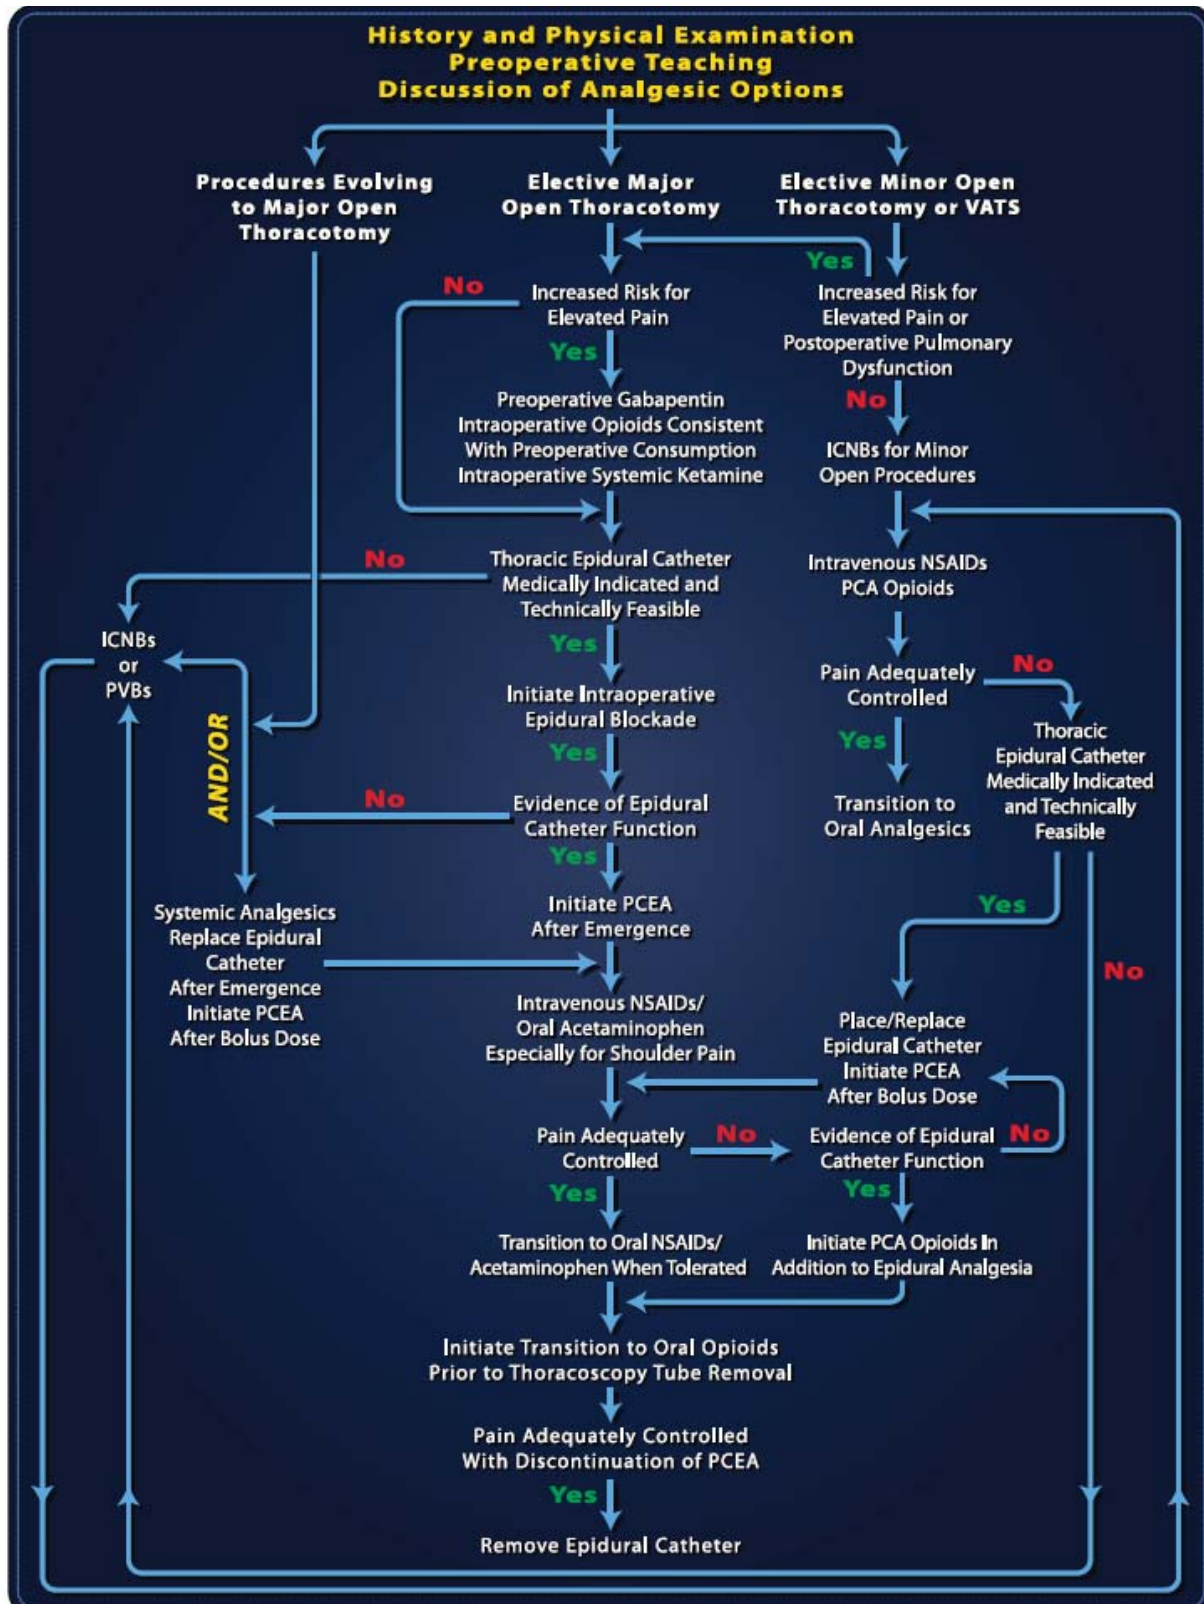 History and Physical Examination
Preoperative Teaching
Discussion of Analgesic Options
Procedures Evolving
to Major Open
Thoracotomy
Elective Major
Open Thoracotomy
Elective Minor Open
Thoracotomy or VATS
Yes
No
Increased Risk for
Elevated Pain
Increased Risk for
Elevated Pain or
Postoperative Pulmonary
Dysfunction
Yes
No
Preoperative Gabapentin
Intraoperative Opioids Consistent
With Preoperative Consumption
Intraoperative Systemic Ketamine
ICNBs for Minor
Open Procedures
No
Thoracic Epidural Catheter
Medically Indicated and
Technically Feasible
Intravenous NSAIDs
PCA Opioids
ICNBs
or
PVBs
Yes
Pain Adequately
Controlled
No
Initiate Intraoperative
Epidural Blockade
Thoracic
Epidural Catheter
Medically Indicated
and Technically
Feasible
AND/OR
Yes
Yes
No
Evidence of Epidural
Catheter Function
Transition to
Oral Analgesics
Yes
Systemic Analgesics
Replace Epidural
Catheter
After Emergence
Initiate PCEA
After Bolus Dose
Initiate PCEA
After Emergence
Yes
No
Intravenous NSAIDs/
Oral Acetaminophen
Especially for Shoulder Pain
Place/Replace
Epidural Catheter
Initiate PCEA
After Bolus Dose
Pain Adequately
Controlled
No
Evidence of Epidural
Catheter Function
No
Yes
Yes
Transition to Oral NSAIDs/
Acetaminophen When Tolerated
Initiate PCA Opioids In
Addition to Epidural Analgesia
Initiate Transition to Oral Opioids
Prior to Thoracoscopy Tube Removal
Pain Adequately Controlled
With Discontinuation of PCEA
Yes
Remove Epidural Catheter